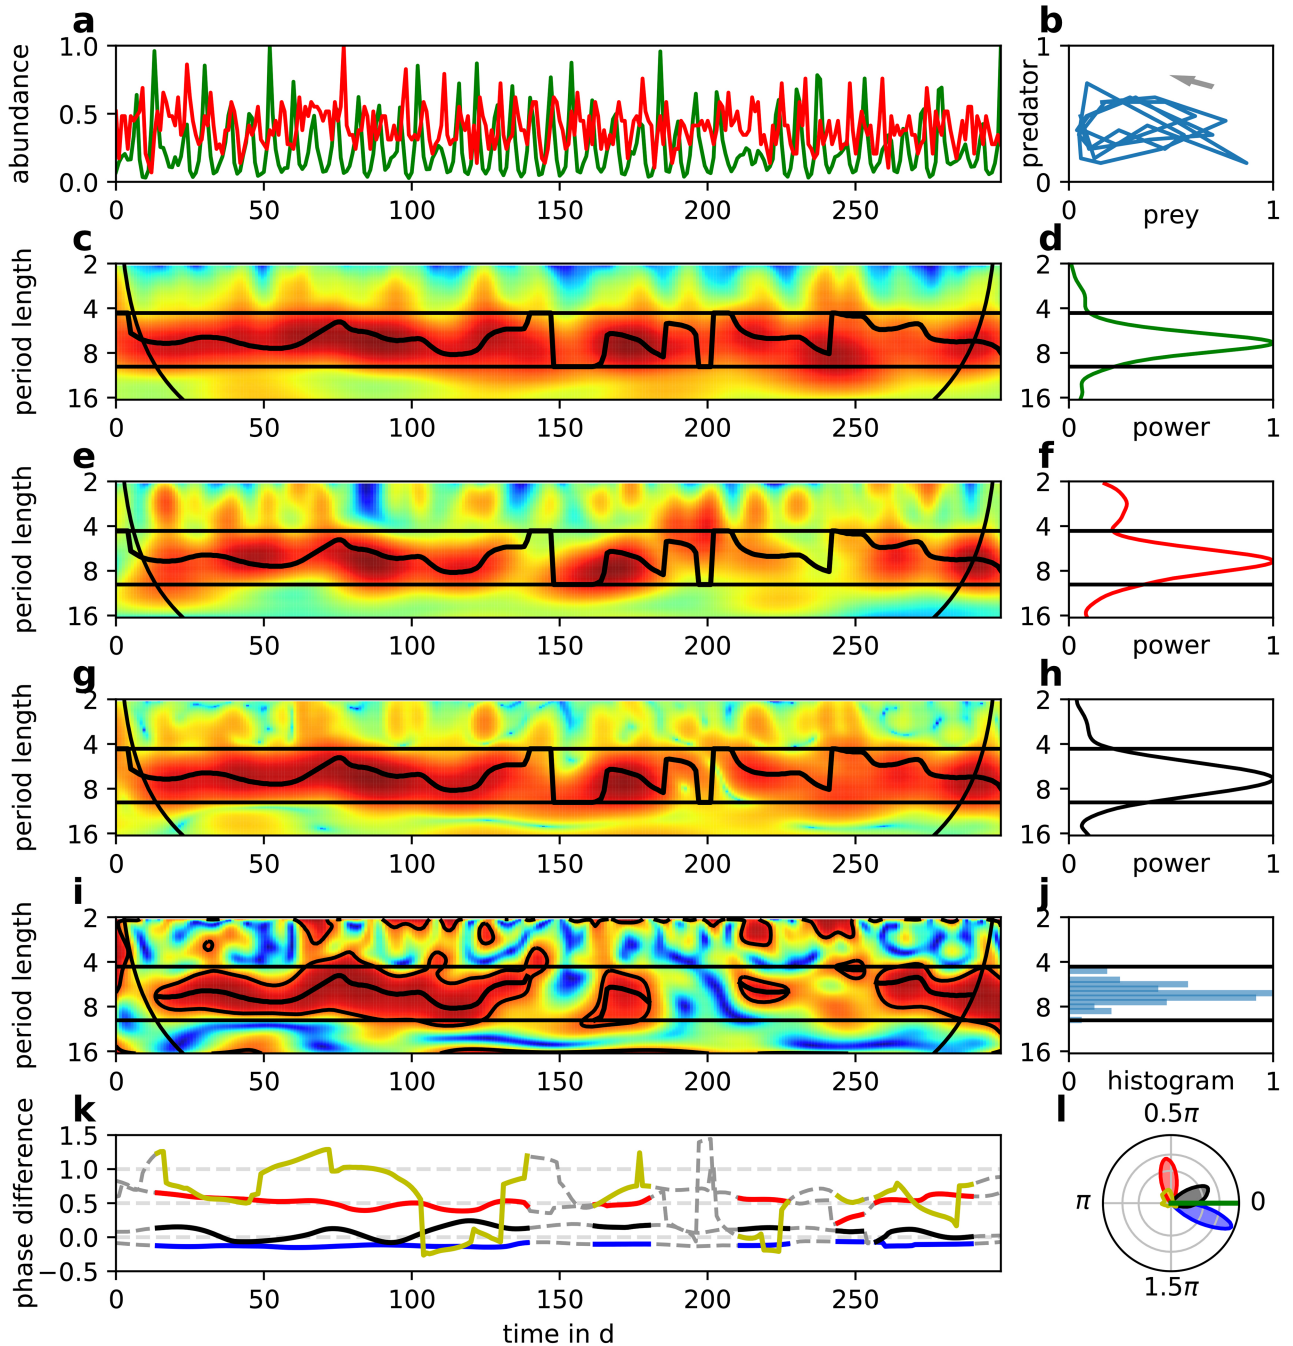 a
abundance
1.0
0.5
0.0
0 50 100 150 200 250
b
predator
1
0
0 1
prey
c
period length
2
4
8
16
0 50 100 150 200 250
d
2
4
8
16
0 1
power
e
period length
2
4
8
16
0 50 100 150 200 250
f
2
4
8
16
0 1
power
g
period length
2
4
8
16
0 50 100 150 200 250
h
2
4
8
16
0 1
power
i
period length
2
4
8
16
0 50 100 150 200 250
j
2
4
8
16
0 1
histogram
k
phase difference
1.5
1.0
0.5
0.0
−0.5
0 50 100 150 200 250
time in d
l
0.5π
π
0
1.5π